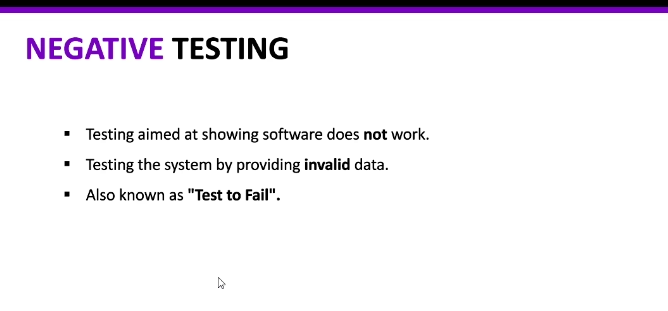 NEGATIVE TESTING
▪ Testing aimed at showing software does not work.
▪ Testing the system by providing invalid data.
▪ Also known as "Test to Fail".